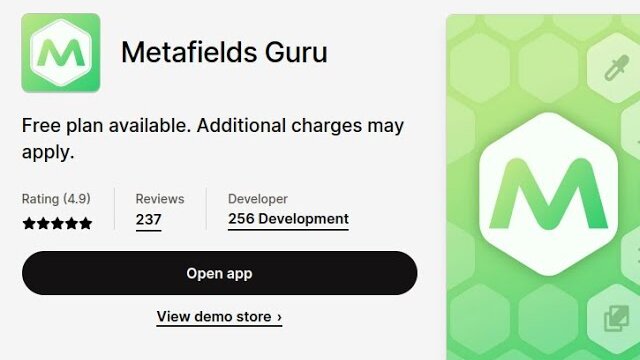 M
Metafields Guru
Free plan available. Additional charges may
apply.
Rating (4.9)
★★★★★
Reviews
237
Developer
256 Development
Open app
View demo store ›
M